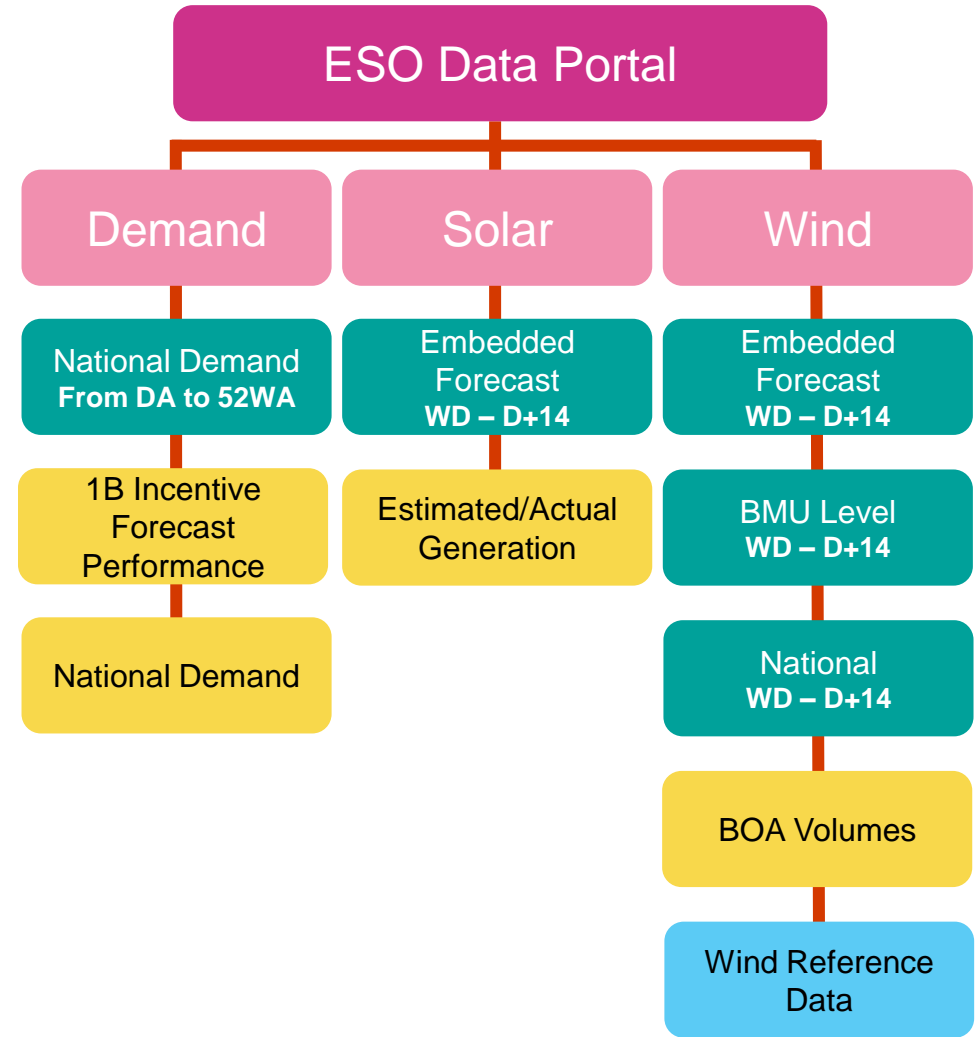 ESO Data Portal
Demand
Solar
Wind
National Demand
From DA to 52WA
1B Incentive
Forecast
Performance
National Demand
Embedded
Forecast
WD – D+14
Estimated/Actual
Generation
Embedded
Forecast
WD – D+14
BMU Level
WD – D+14
National
WD – D+14
BOA Volumes
Wind Reference
Data